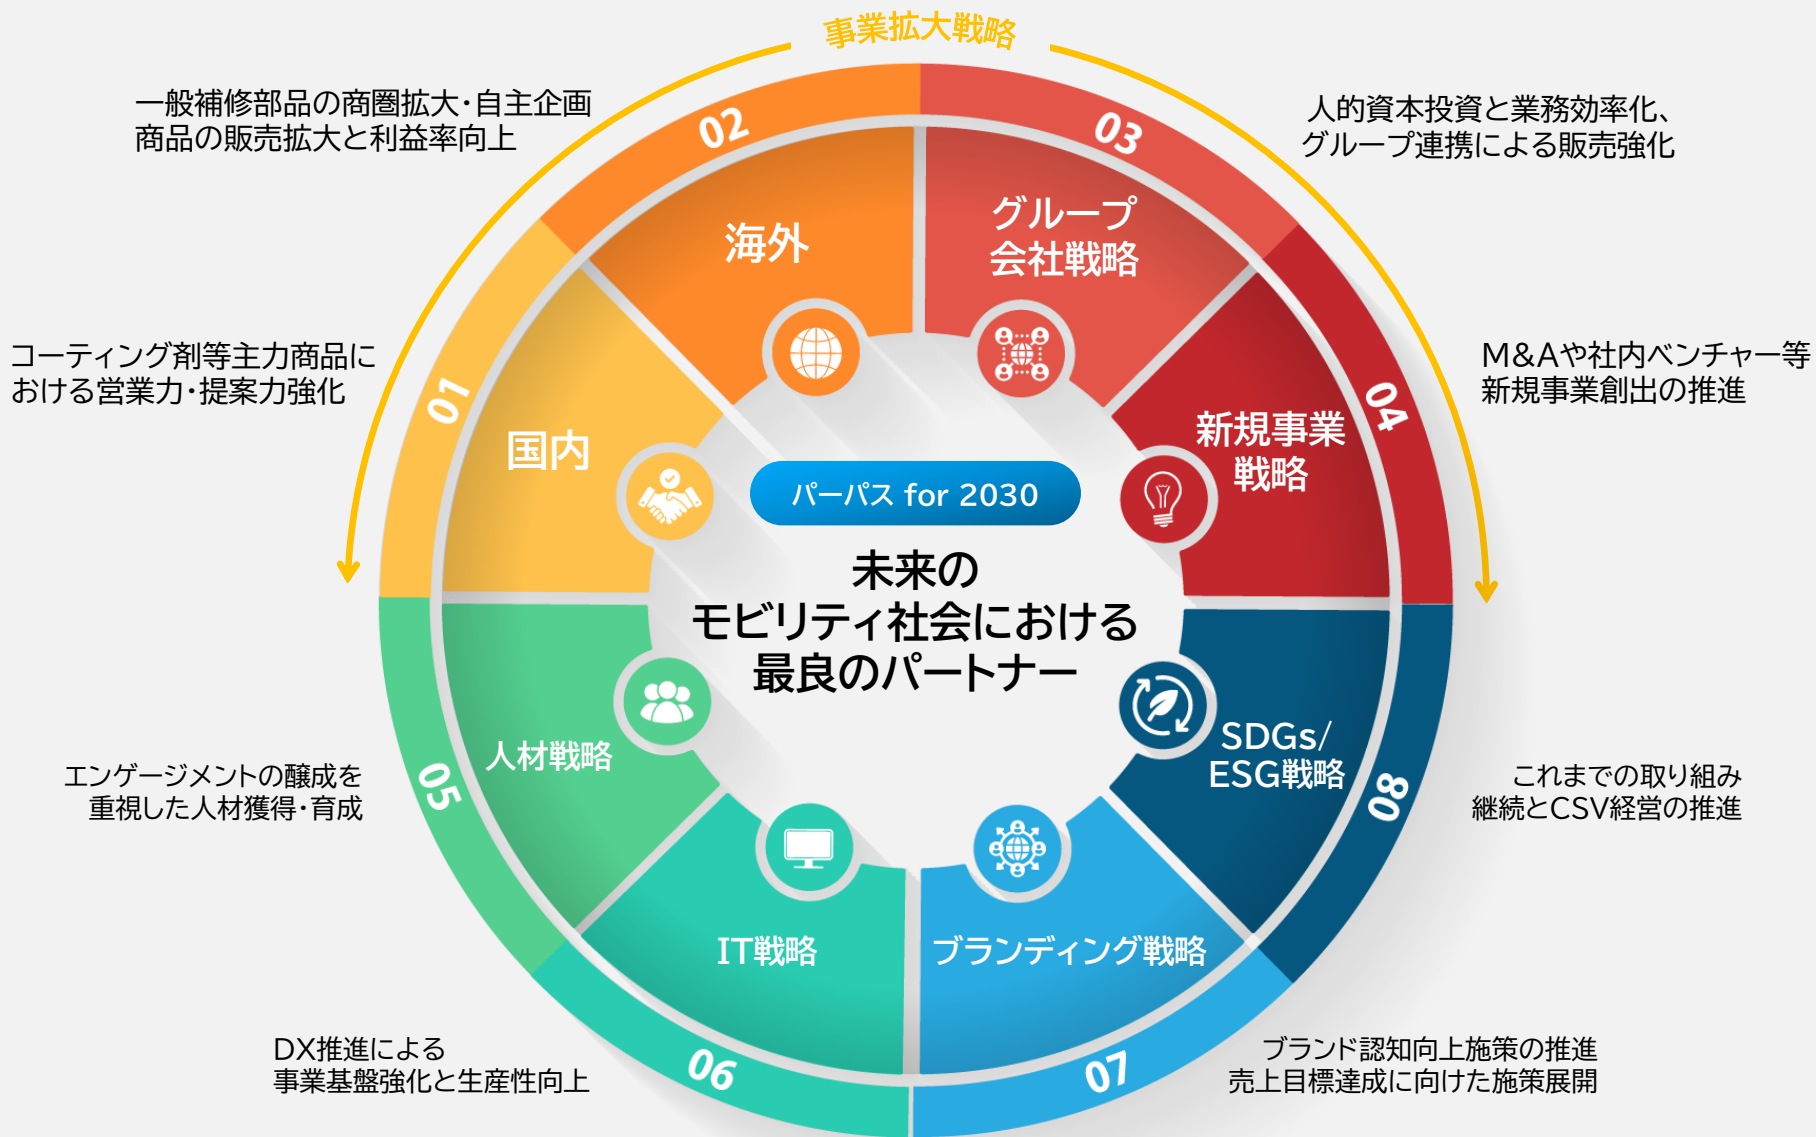 事業拡大戦略
一般補修部品の商圏拡大・自主企画
商品の販売拡大と利益率向上
人的資本投資と業務効率化、
グループ連携による販売強化
コーティング剤等主力商品に
おける営業力・提案力強化
M&Aや社内ベンチャー等
新規事業創出の推進
01
国内
02
海外
03
グループ
会社戦略
04
新規事業
戦略
パーパス for 2030
未来の
モビリティ社会における
最良のパートナー
05
人材戦略
エンゲージメントの醸成を
重視した人材獲得・育成
06
IT戦略
DX推進による
事業基盤強化と生産性向上
07
ブランディング戦略
ブランド認知向上施策の推進
売上目標達成に向けた施策展開
08
SDGs/
ESG戦略
これまでの取り組み
継続とCSV経営の推進